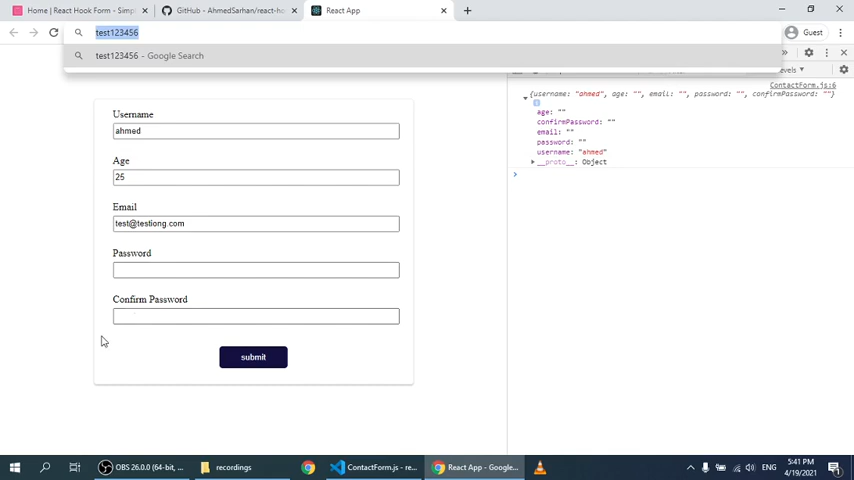 Home | React Hook Form - Simpl
GitHub - AhmedSarhan/react-ho
React App
test123456
Guest
test123456 - Google Search
evels
ContactForm.js:6
{username: "ahmed", age: "", email: "", password: "", confirmPassword: ""}
age: ""
confirmPassword: ""
email: ""
password: ""
username: "ahmed"
__proto__: Object
Username
ahmed
Age
25
Email
test@testiong.com
Password
Confirm Password
submit
OBS 26.0.0 (64-bit, ...
recordings
ContactForm.js - re...
React App - Google...
ENG
5:41 PM
4/19/2021